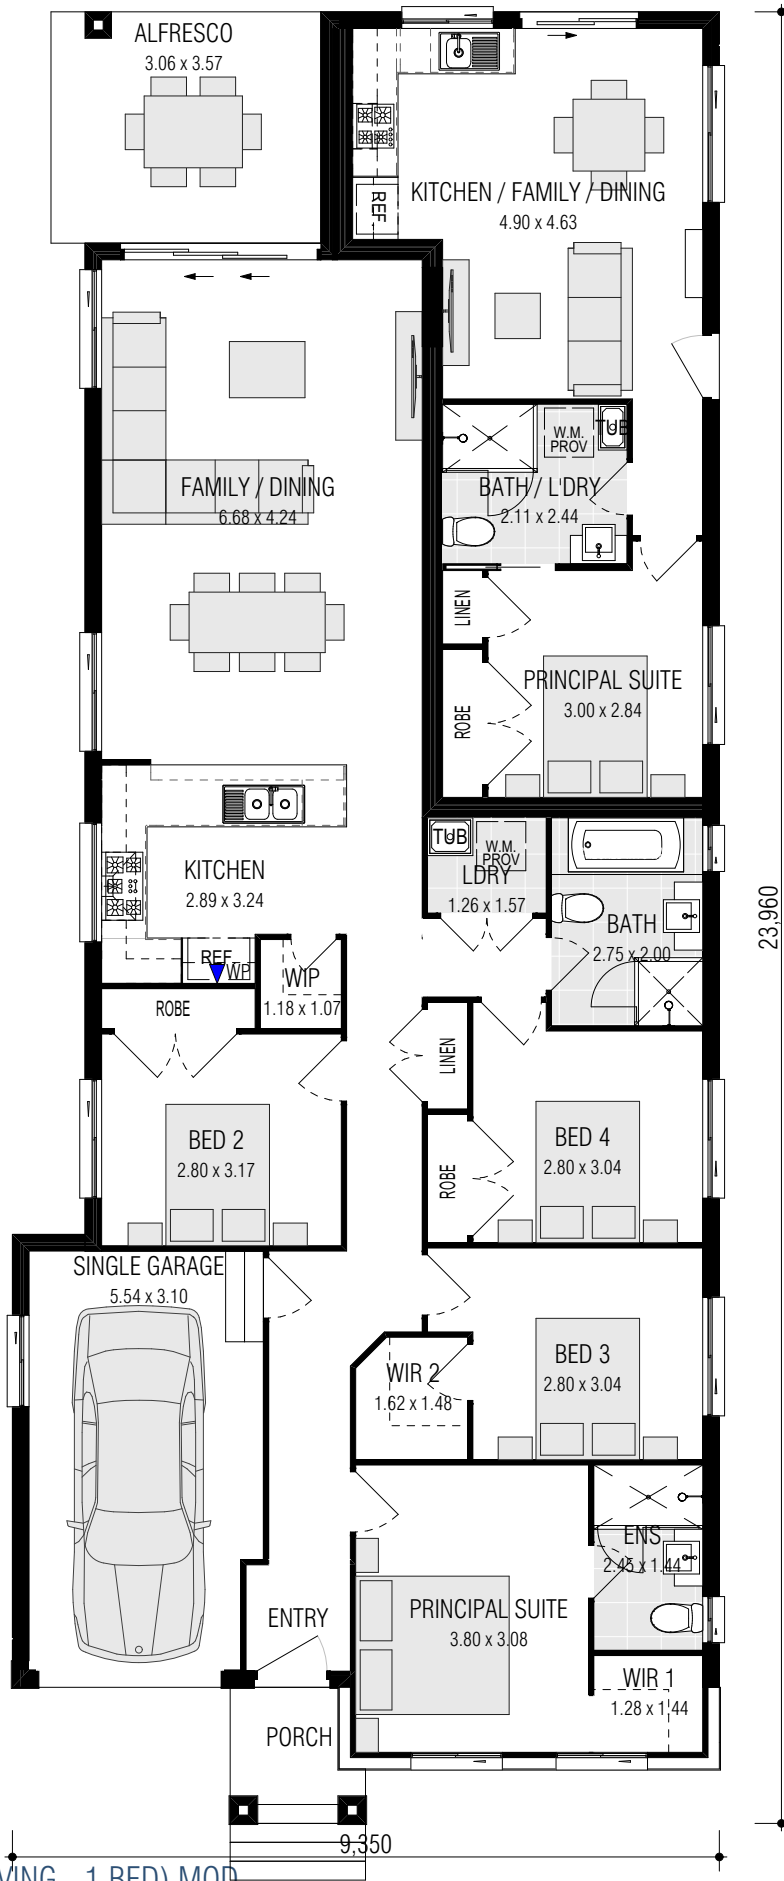 ALFRESCO
3.06 x 3.57
REF
KITCHEN / FAMILY / DINING
4.90 x 4.63
FAMILY / DINING
6.68 x 4.24
W.M.
PROV
TUB
BATH / L'DRY
2.11 x 2.44
LINEN
ROBE
PRINCIPAL SUITE
3.00 x 2.84
KITCHEN
2.89 x 3.24
REF
WP
WIP
1.18 x 1.07
TUB
W.M.
PROV
LDRY
1.26 x 1.57
BATH
2.75 x 2.00
23,960
ROBE
BED 2
2.80 x 3.17
LINEN
ROBE
BED 4
2.80 x 3.04
SINGLE GARAGE
5.54 x 3.10
WIR 2
1.62 x 1.48
BED 3
2.80 x 3.04
ENS
2.45 x 1.44
ENTRY
PRINCIPAL SUITE
3.80 x 3.08
WIR 1
1.28 x 1.44
PORCH
9,350
1 BED) MOD